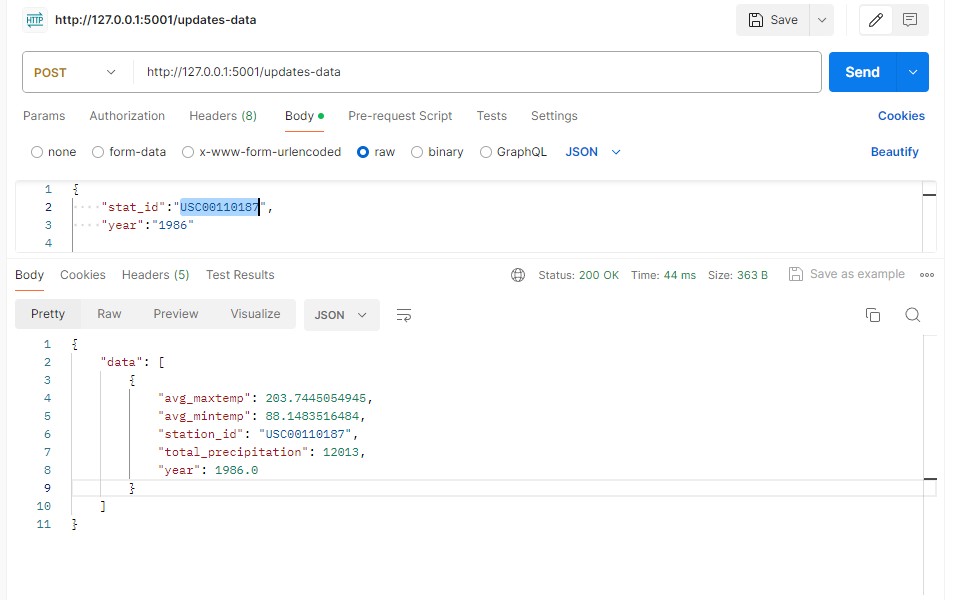 HTTP http://127.0.0.1:5001/updates-data Save
POST http://127.0.0.1:5001/updates-data Send
Params Authorization Headers (8) Body Pre-request Script Tests Settings Cookies
none form-data x-www-form-urlencoded raw binary GraphQL JSON Beautify
1 {
2 ····"stat_id":"USC00110187",
3 ····"year":"1986"
4
Body Cookies Headers (5) Test Results Status: 200 OK Time: 44 ms Size: 363 B Save as example
Pretty Raw Preview Visualize JSON
1 {
2 "data": [
3 {
4 "avg_maxtemp": 203.7445054945,
5 "avg_mintemp": 88.1483516484,
6 "station_id": "USC00110187",
7 "total_precipitation": 12013,
8 "year": 1986.0
9 }
10 ]
11 }